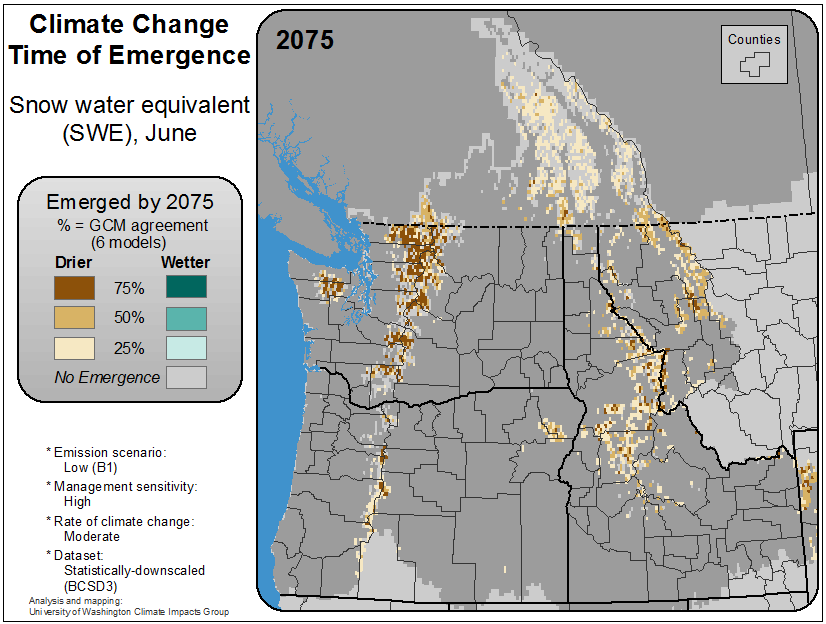 Climate Change
Time of Emergence
Snow water equivalent
(SWE), June
2075
Counties
Emerged by 2075
% = GCM agreement
(6 models)
Drier Wetter
75%
50%
25%
No Emergence
* Emission scenario:
Low (B1)
* Management sensitivity:
High
* Rate of climate change:
Moderate
* Dataset:
Statistically-downscaled
(BCSD3)
Analysis and mapping:
University of Washington Climate Impacts Group